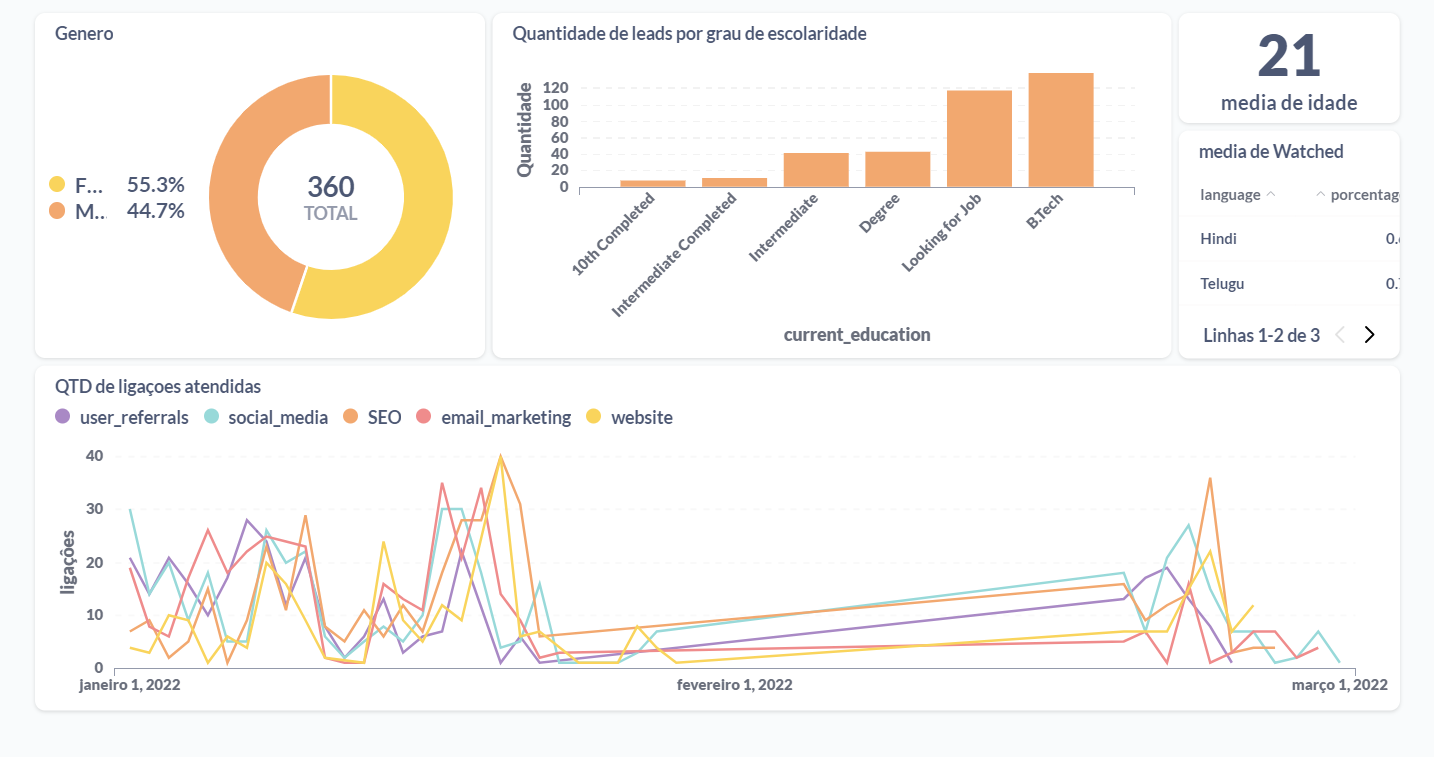 Genero
F... 55.3%
M... 44.7%
360
TOTAL
Quantidade de leads por grau de escolaridade
Quantidade
120
100
80
60
40
20
0
10th Completed
Intermediate Completed
Intermediate
Degree
Looking for Job
B.Tech
current_education
21
media de idade
media de Watched
language porcentag
Hindi 0.
Telugu 0.
Linhas 1-2 de 3
QTD de ligaçoes atendidas
user_referrals social_media SEO email_marketing website
ligações
40
30
20
10
0
janeiro 1, 2022 fevereiro 1, 2022 março 1, 2022